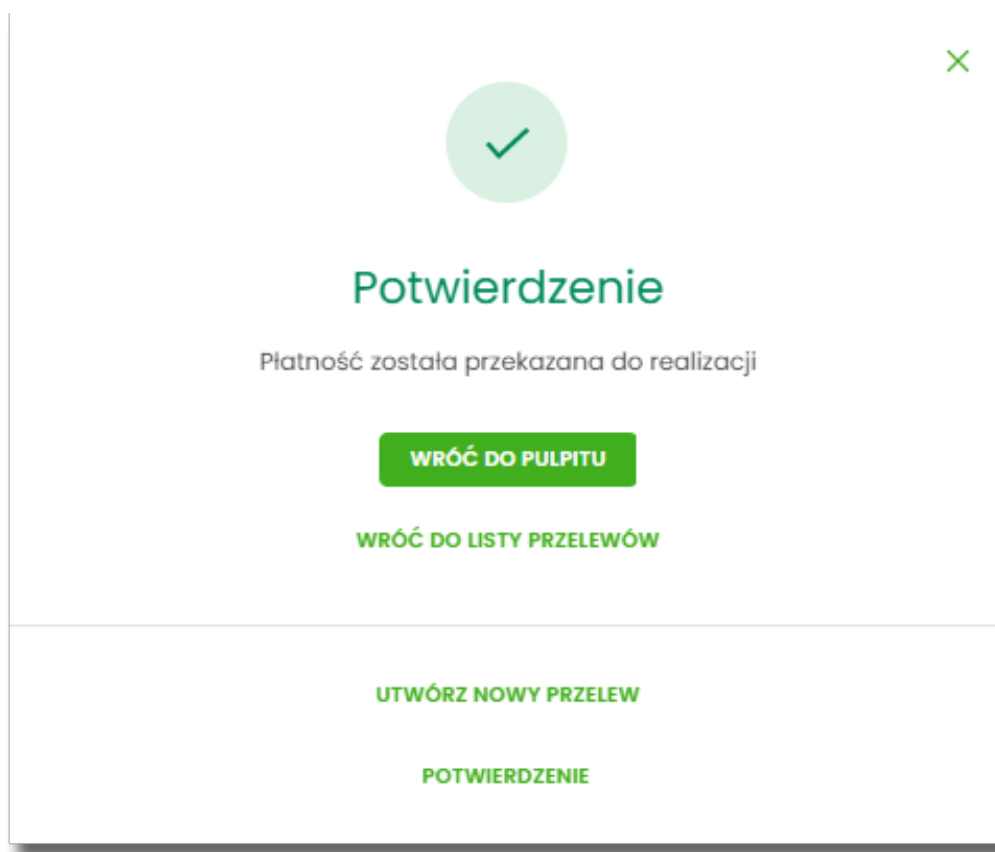 Potwierdzenie
Płatność została przekazana do realizacji
WRÓĆ DO PULPITU
WRÓĆ DO LISTY PRZELEWÓW
UTWÓRZ NOWY PRZELEW
POTWIERDZENIE